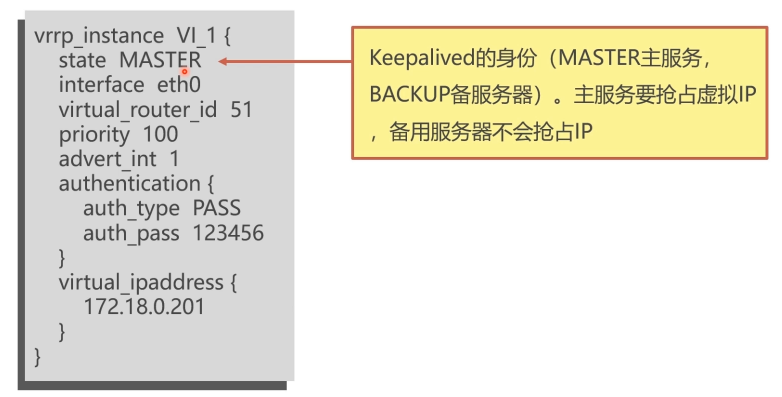 vrrp_instance VI_1 {
state MASTER
interface eth0
virtual_router_id 51
priority 100
advert_int 1
authentication {
auth_type PASS
auth_pass 123456
}
virtual_ipaddress {
172.18.0.201
}
}
Keepalived的身份（MASTER主服务，
BACKUP备服务器）。主服务要抢占虚拟IP
，备用服务器不会抢占IP